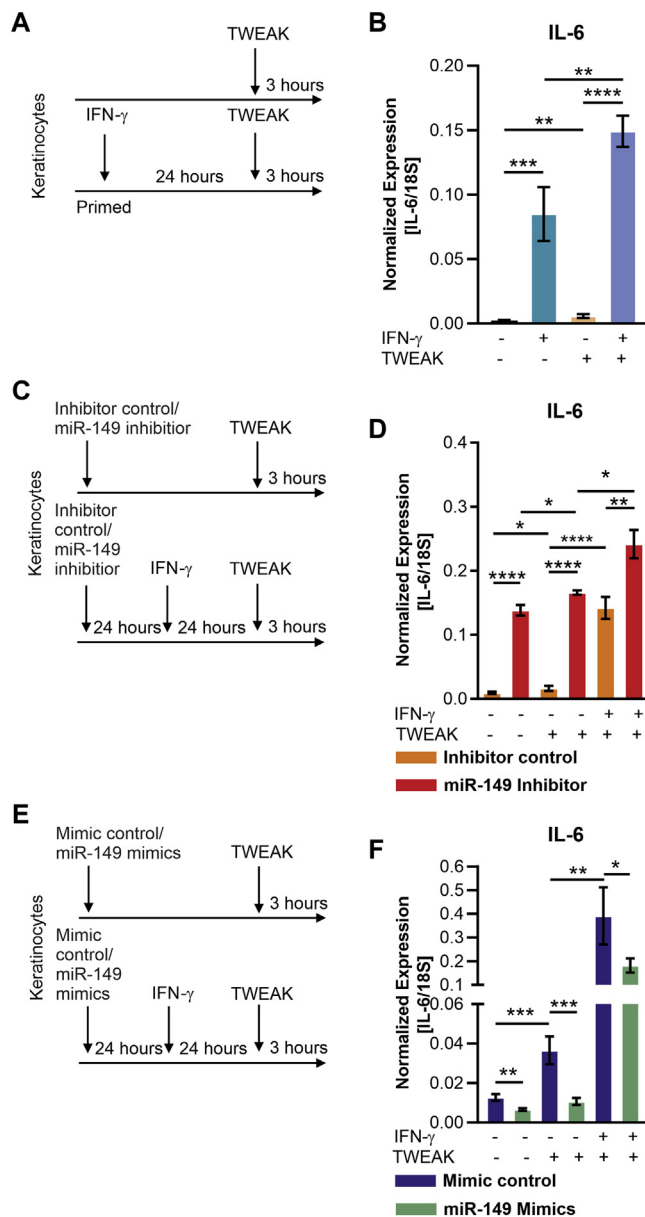 A
TWEAK
3 hours
IFN-γ
TWEAK
24 hours
3 hours
Primed
Keratinocytes
B
IL-6
** 
**
****
***
Normalized Expression
[IL-6/18S]
0.20
0.15
0.10
0.05
0.00
IFN-γ - + - +
TWEAK - - + +
C
Inhibitor control/
miR-149 inhibitior
TWEAK
3 hours
Inhibitor
control/
miR-149
inhibitior
IFN-γ
TWEAK
24 hours
24 hours
3 hours
Keratinocytes
D
IL-6
*
*
**
*
****
****
****
Normalized Expression
[IL-6/18S]
0.4
0.3
0.2
0.1
0.0
IFN-γ - - - - + +
TWEAK - - + + + +
Inhibitor control
miR-149 Inhibitor
E
Mimic control/
miR-149 mimics
TWEAK
3 hours
Mimic
control/
miR-149
mimics
IFN-γ
TWEAK
24 hours
24 hours
3 hours
Keratinocytes
F
IL-6
**
*
***
***
**
Normalized Expression
[IL-6/18S]
0.6
0.5
0.4
0.3
0.2
0.1
0.06
0.04
0.02
0.00
IFN-γ - - - - + +
TWEAK - - + + + +
Mimic control
miR-149 Mimics